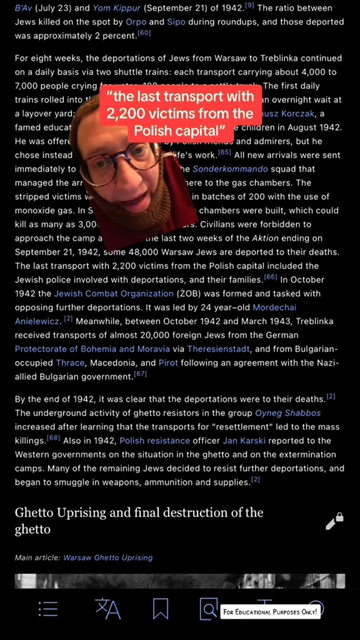 B'Av (July 23) and Yom Kippur (September 21) of 1942.[9] The ratio between
Jews killed on the spot by Orpo and Sipo during roundups, and those deported
was approximately 2 percent.[60]
For eight weeks, the deportations of Jews from Warsaw to Treblinka continued
on a daily basis via two shuttle trains: each transport carrying about 4,000 to
7,000 people crying for
trains rolled into th
an overnight wait at
a layover yard;
Korczak, a
famed educat
children in August 1942.
He was offere
and admirers, but he
chose instead
life's work.[65] All new arrivals were sent
immediately to
the Sonderkommando squad that
managed the arr
to the gas chambers. The
stripped victims
in batches of 200 with the use of
monoxide gas. In S
chambers were built, which could
kill as many as 3,00
Civilians were forbidden to
approach the camp a
the last two weeks of the Aktion ending on
September 21, 1942, some 48,000 Warsaw Jews are deported to their deaths.
The last transport with 2,200 victims from the Polish capital included the
Jewish police involved with deportations, and their families.[66] In October
1942 the Jewish Combat Organization (ŻOB) was formed and tasked with
opposing further deportations. It was led by 24 year–old Mordechai
Anielewicz.[2] Meanwhile, between October 1942 and March 1943, Treblinka
received transports of almost 20,000 foreign Jews from the German
Protectorate of Bohemia and Moravia via Theresienstadt, and from Bulgarian-
occupied Thrace, Macedonia, and Pirot following an agreement with the Nazi-
allied Bulgarian government.[67]
By the end of 1942, it was clear that the deportations were to their deaths.[2]
The underground activity of ghetto resistors in the group Oyneg Shabbos
increased after learning that the transports for "resettlement" led to the mass
killings.[68] Also in 1942, Polish resistance officer Jan Karski reported to the
Western governments on the situation in the ghetto and on the extermination
camps. Many of the remaining Jews decided to resist further deportations, and
began to smuggle in weapons, ammunition and supplies.[2]
Ghetto Uprising and final destruction of the
ghetto
Main article: Warsaw Ghetto Uprising
"the last transport with
2,200 victims from the
Polish capital"
FOR EDUCATIONAL PURPOSES ONLY!